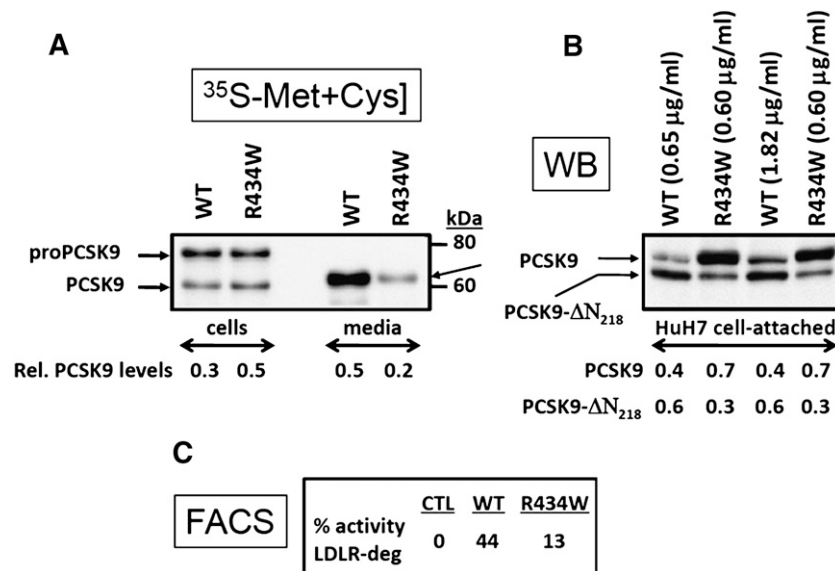 A
³⁵S-Met+Cys]
WT
R434W
WT
R434W
kDa
80
60
proPCSK9
PCSK9
cells
media
Rel. PCSK9 levels 0.3 0.5 0.5 0.2
B
WB
WT (0.65 µg/ml)
R434W (0.60 µg/ml)
WT (1.82 µg/ml)
R434W (0.60 µg/ml)
PCSK9
PCSK9-ΔN₂₁₈
HuH7 cell-attached
PCSK9 0.4 0.7 0.4 0.7
PCSK9-ΔN₂₁₈ 0.6 0.3 0.6 0.3
C
FACS
CTL WT R434W
% activity
LDLR-deg
0 44 13